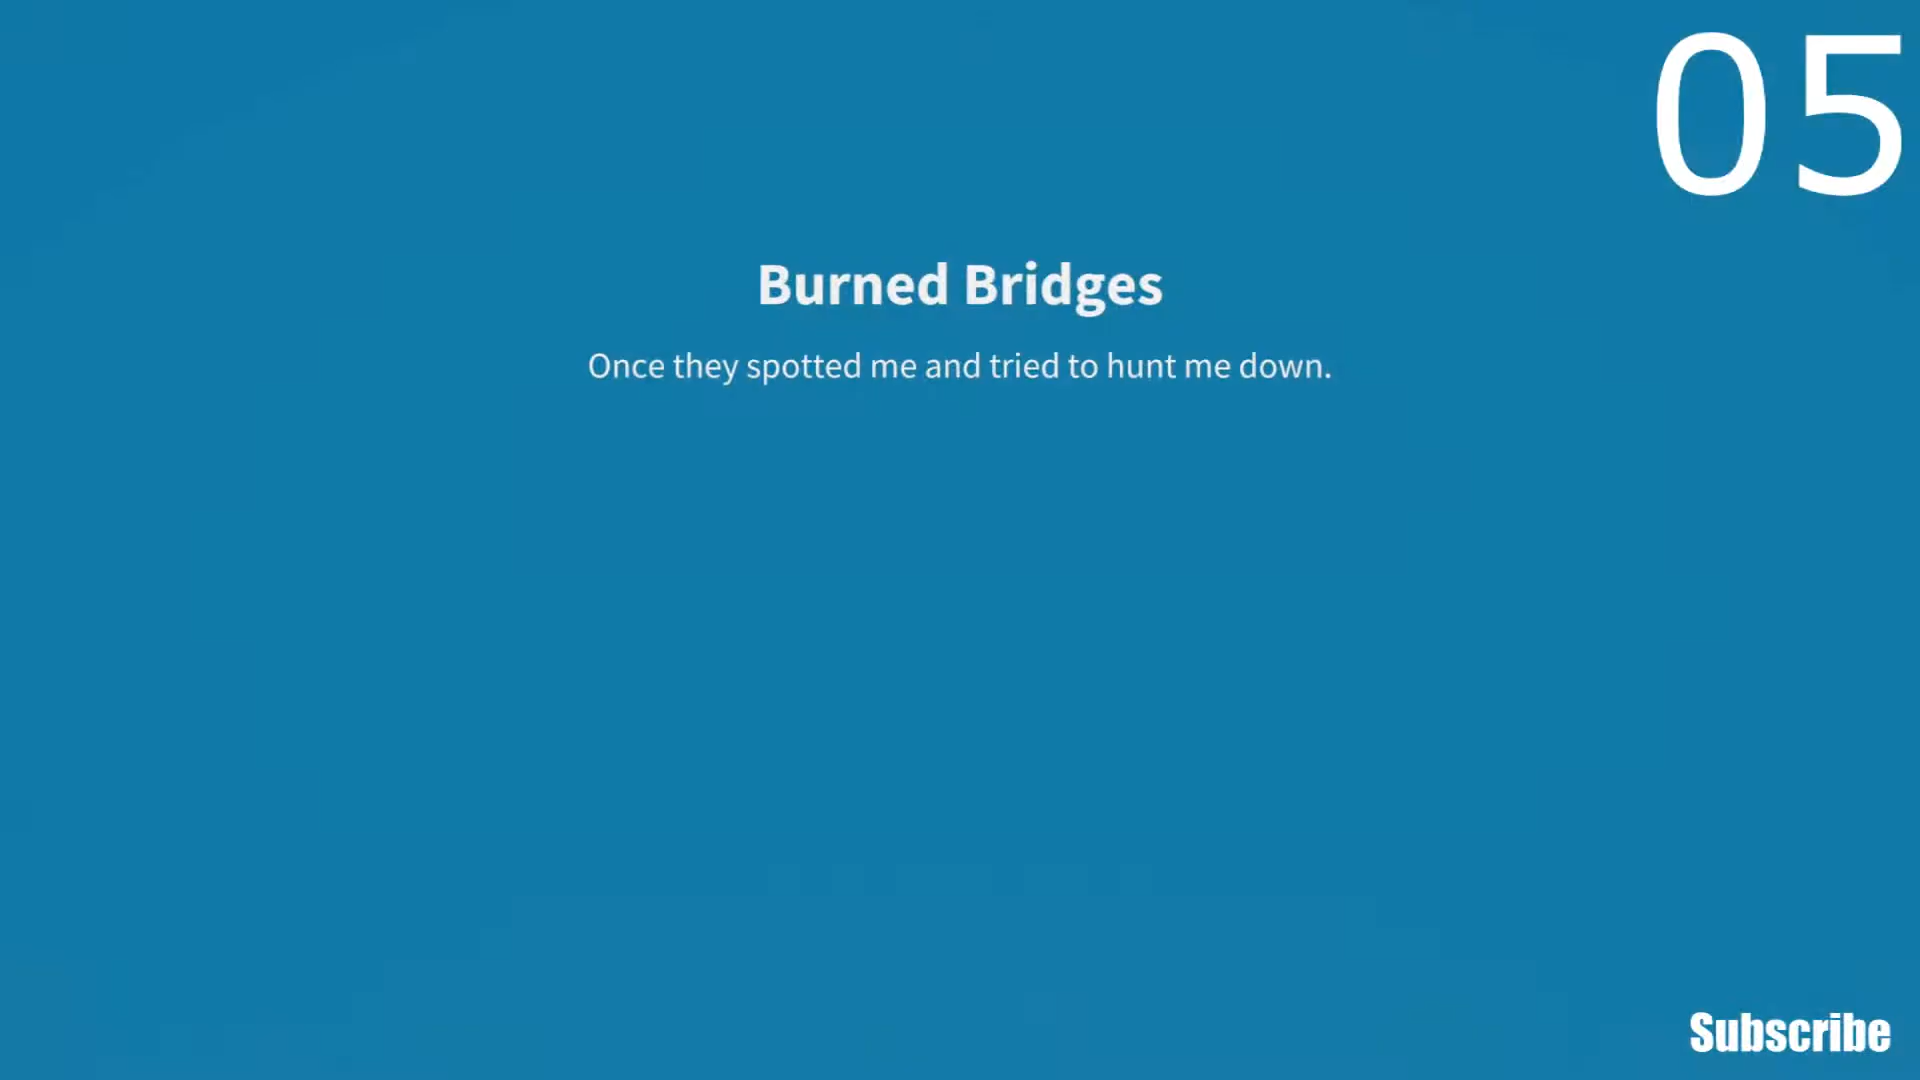 05
Burned Bridges
Once they spotted me and tried to hunt me down.
Subscribe